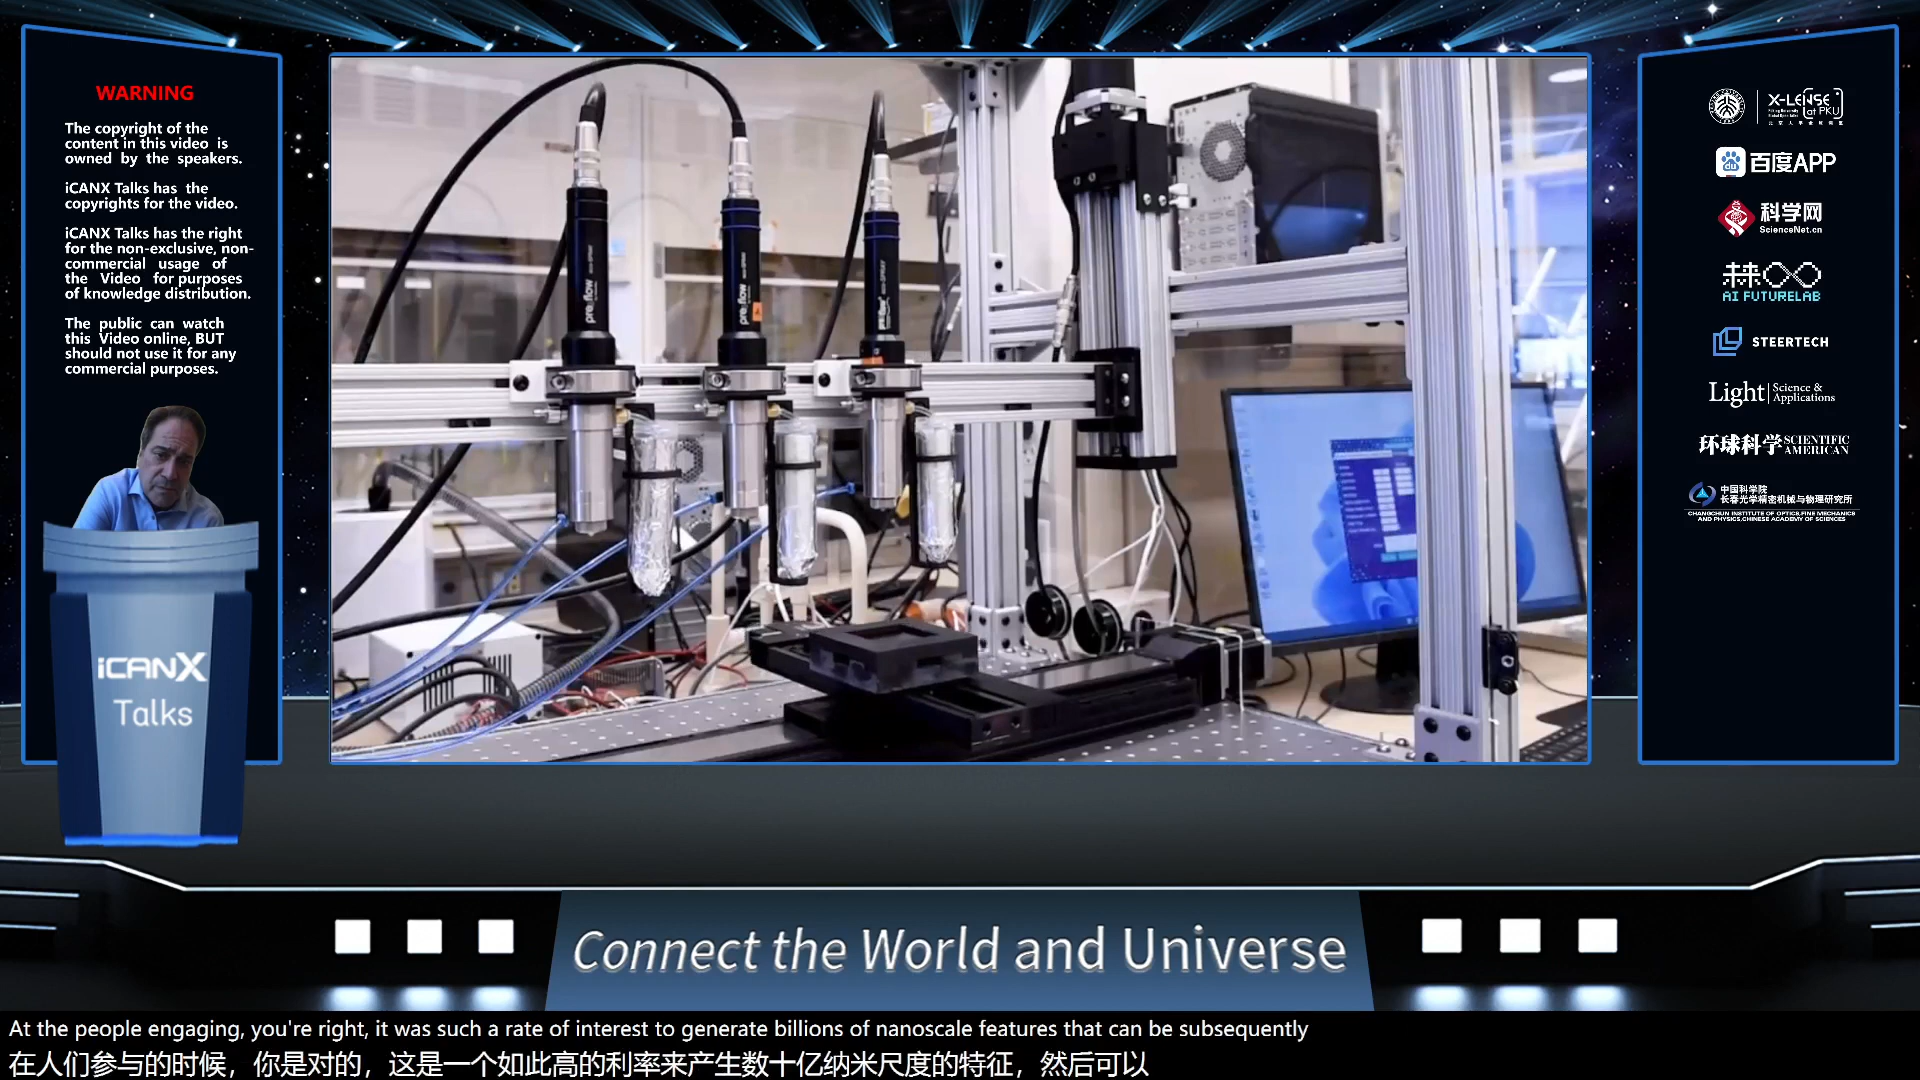 WARNING
The copyright of the
content in this video is
owned by the speakers.
iCANX Talks has the
copyrights for the video.
iCANX Talks has the right
for the non-exclusive, non-
commercial usage of
the Video for purposes
of knowledge distribution.
The public can watch
this Video online, BUT
should not use it for any
commercial purposes.
iCANX
Talks
preeflow
preeflow
preeflow
X-LENSE
at PKU
百度APP
科学网
ScienceNet.cn
未来
AI FUTURELAB
STEERTECH
Light Science &
Applications
环球科学 SCIENTIFIC
AMERICAN
中国科学院
长春光学精密机械与物理研究所
CHANGCHUN INSTITUTE OF OPTICS,FINE MECHANICS
AND PHYSICS,CHINESE ACADEMY OF SCIENCES
Connect the World and Universe
At the people engaging, you're right, it was such a rate of interest to generate billions of nanoscale features that can be subsequently
在人们参与的时候，你是对的，这是一个如此高的利率来产生数十亿纳米尺度的特征，然后可以